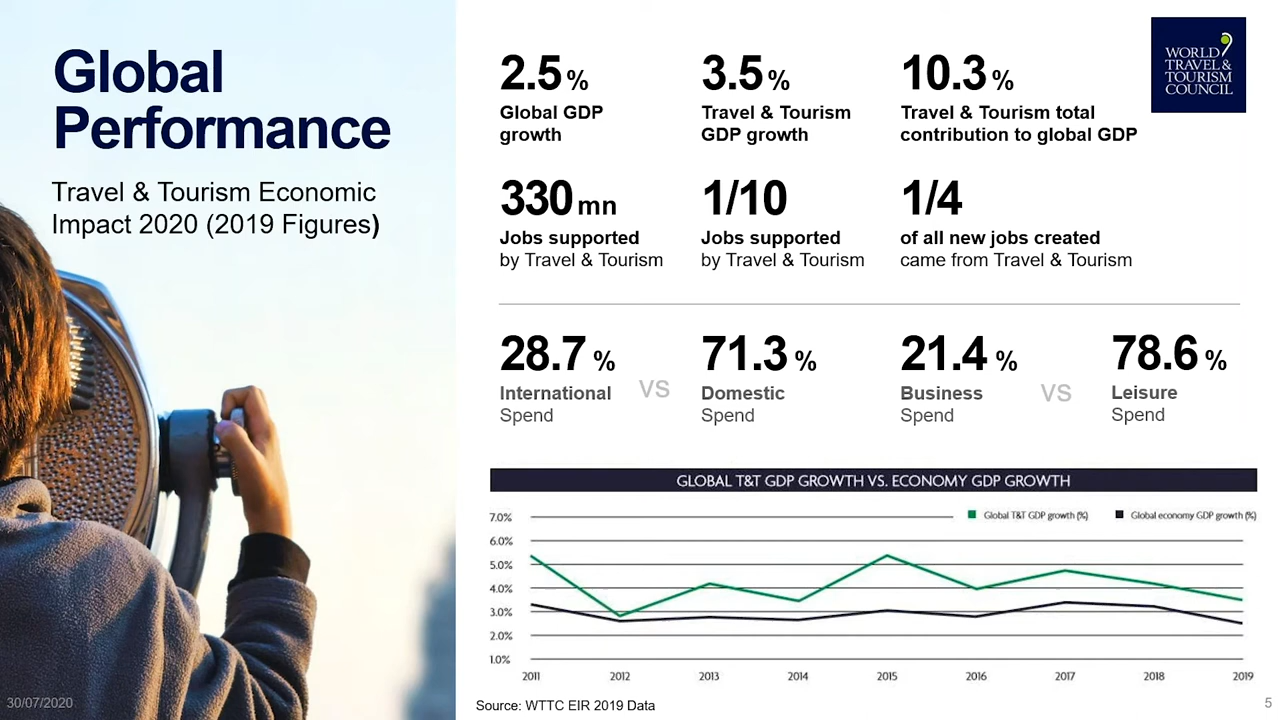 Global
Performance
Travel & Tourism Economic
Impact 2020 (2019 Figures)
2.5 %
Global GDP
growth
3.5 %
Travel & Tourism
GDP growth
10.3 %
Travel & Tourism total
contribution to global GDP
WORLD
TRAVEL &
TOURISM
COUNCIL
330 mn
Jobs supported
by Travel & Tourism
1/10
Jobs supported
by Travel & Tourism
1/4
of all new jobs created
came from Travel & Tourism
28.7 %
International
Spend
VS
71.3 %
Domestic
Spend
21.4 %
Business
Spend
VS
78.6 %
Leisure
Spend
GLOBAL T&T GDP GROWTH VS. ECONOMY GDP GROWTH
Global T&T GDP growth (%)
Global economy GDP growth (%)
7.0%
6.0%
5.0%
4.0%
3.0%
2.0%
1.0%
2011 2012 2013 2014 2015 2016 2017 2018 2019
30/07/2020
Source: WTTC EIR 2019 Data
5